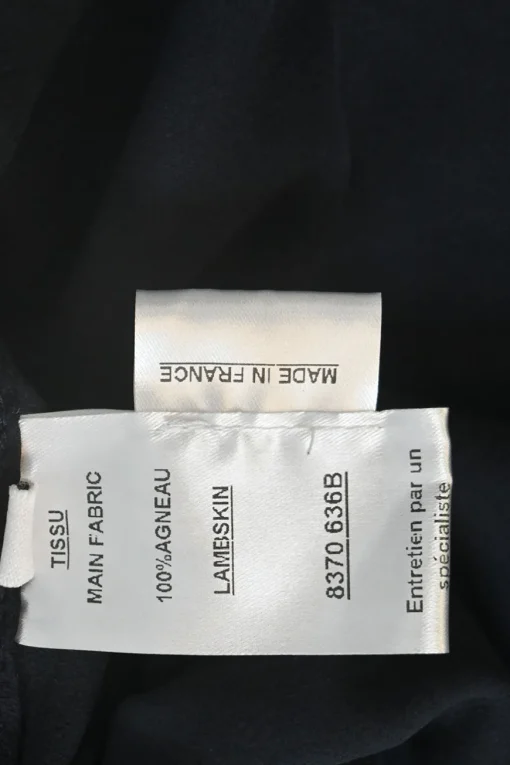 MADE IN FRANCE
TISSU
MAIN FABRIC
100%AGNEAU
LAMBSKIN
8370 636B
Entretien par un
spécialiste